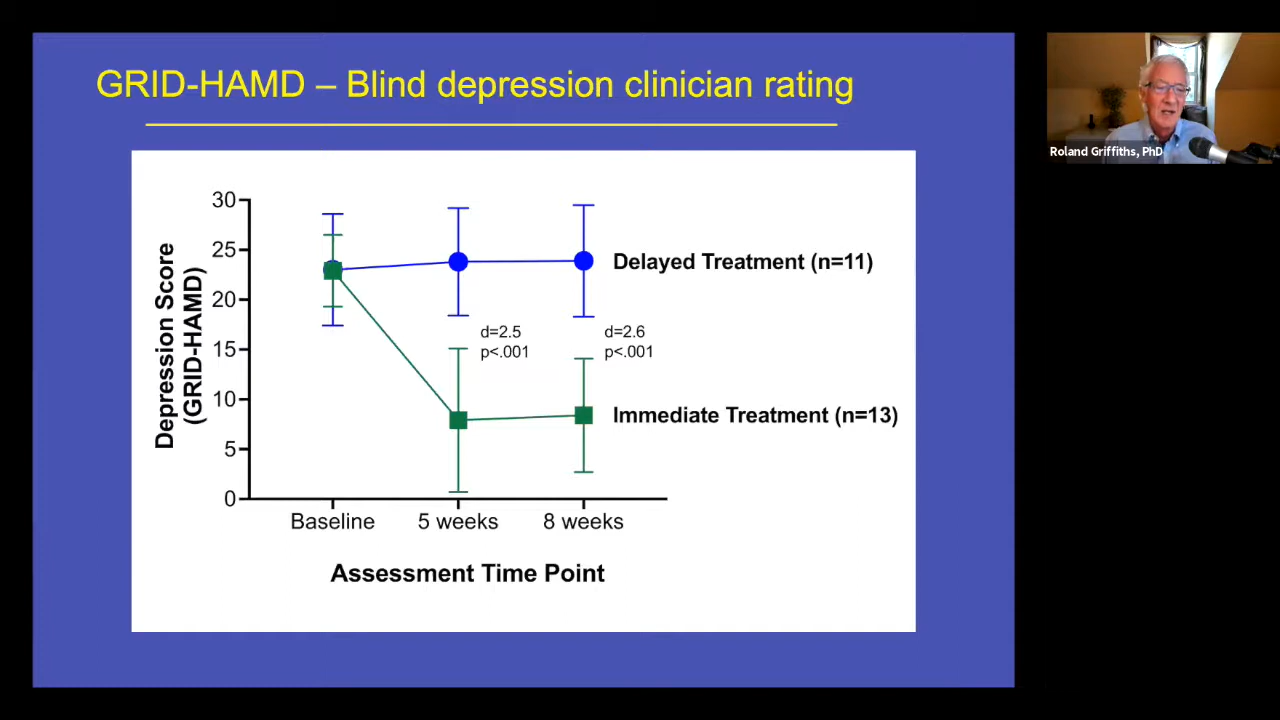 GRID-HAMD – Blind depression clinician rating
Roland Griffiths, PhD
Depression Score
(GRID-HAMD)
30
25
20
15
10
5
0
Delayed Treatment (n=11)
d=2.5
p<.001
d=2.6
p<.001
Immediate Treatment (n=13)
Baseline
5 weeks
8 weeks
Assessment Time Point